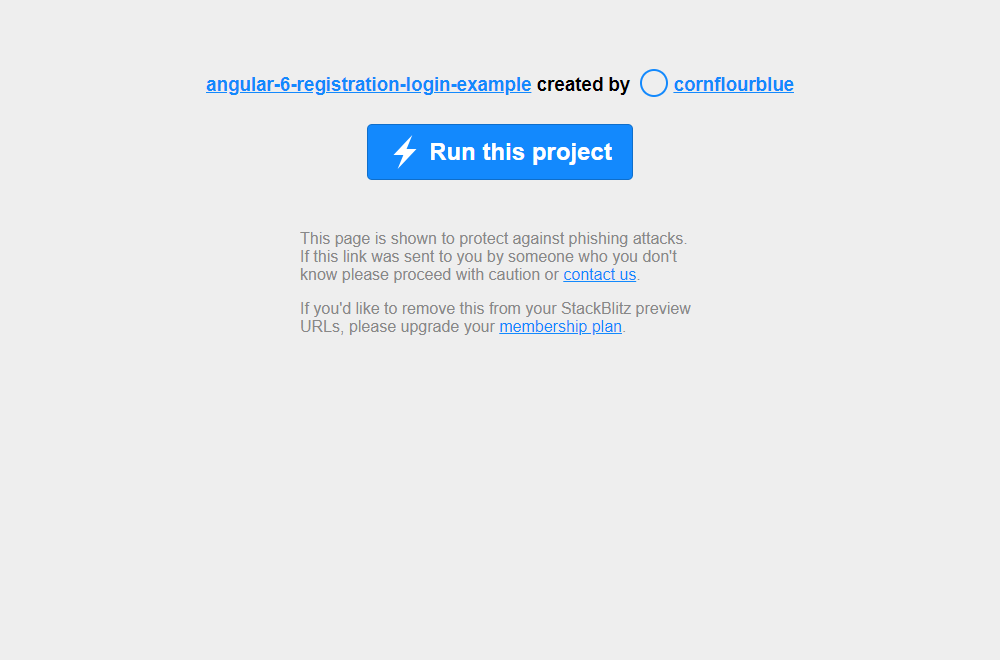 angular-6-registration-login-example created by cornflourblue
Run this project
This page is shown to protect against phishing attacks.
If this link was sent to you by someone who you don't
know please proceed with caution or contact us.
If you'd like to remove this from your StackBlitz preview
URLs, please upgrade your membership plan.